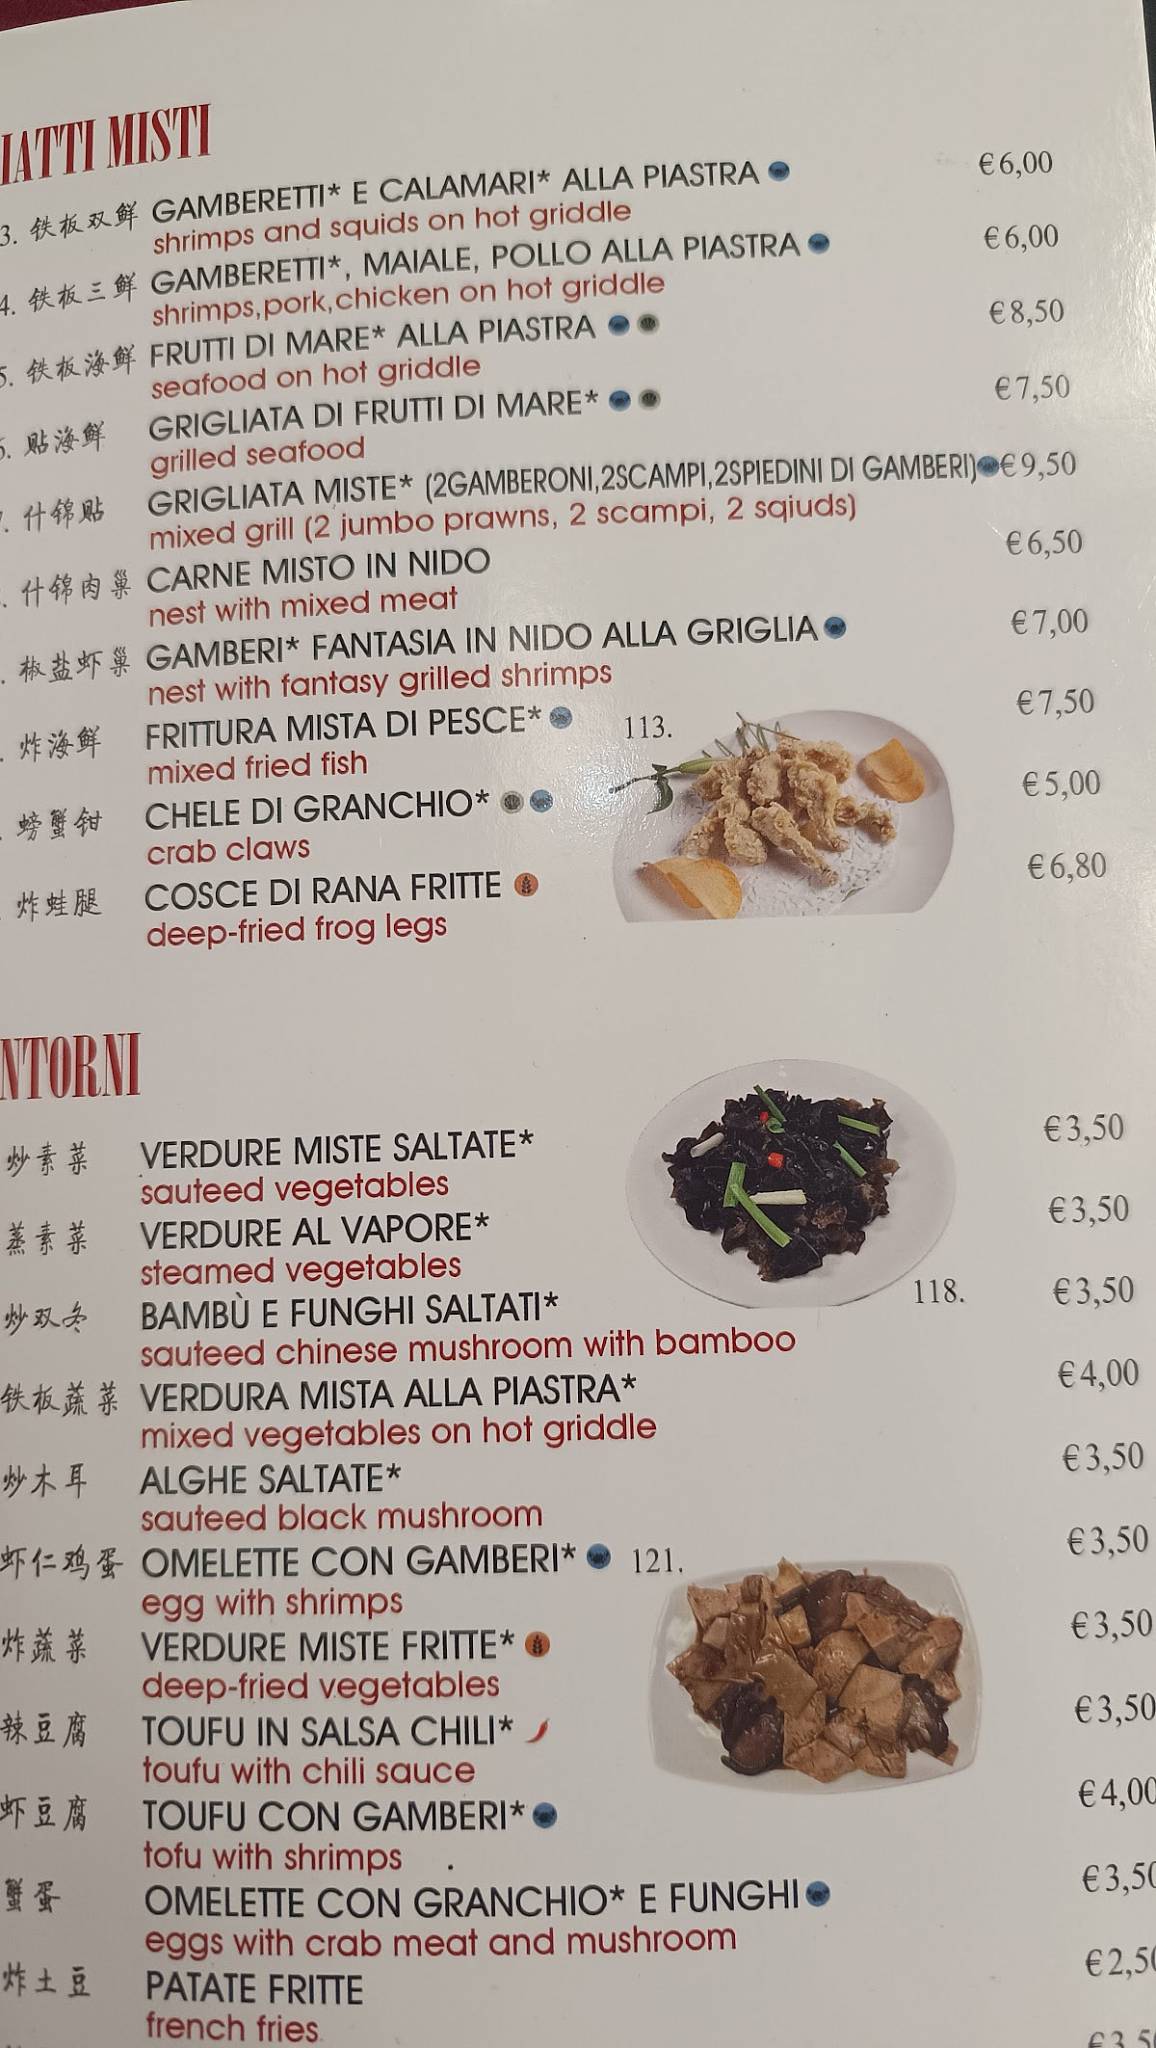 IATTI MISTI
3. 铁板双鲜 GAMBERETTI* E CALAMARI* ALLA PIASTRA €6,00
shrimps and squids on hot griddle
4. 铁板三鲜 GAMBERETTI*, MAIALE, POLLO ALLA PIASTRA €6,00
shrimps,pork,chicken on hot griddle
5. 铁板海鲜 FRUTTI DI MARE* ALLA PIASTRA €8,50
seafood on hot griddle
6. 贴海鲜 GRIGLIATA DI FRUTTI DI MARE* €7,50
grilled seafood
7. 什锦贴 GRIGLIATA MISTE* (2GAMBERONI,2SCAMPI,2SPIEDINI DI GAMBERI) €9,50
mixed grill (2 jumbo prawns, 2 scampi, 2 sqiuds)
. 什锦肉巢 CARNE MISTO IN NIDO €6,50
nest with mixed meat
. 椒盐虾巢 GAMBERI* FANTASIA IN NIDO ALLA GRIGLIA €7,00
nest with fantasy grilled shrimps
. 炸海鲜 FRITTURA MISTA DI PESCE* €7,50
mixed fried fish
113.
. 螃蟹钳 CHELE DI GRANCHIO* €5,00
crab claws
炸蛙腿 COSCE DI RANA FRITTE €6,80
deep-fried frog legs
NTORNI
炒素菜 VERDURE MISTE SALTATE* €3,50
sauteed vegetables
蒸素菜 VERDURE AL VAPORE* €3,50
steamed vegetables
118.
炒双冬 BAMBÙ E FUNGHI SALTATI* €3,50
sauteed chinese mushroom with bamboo
铁板蔬菜 VERDURA MISTA ALLA PIASTRA* €4,00
mixed vegetables on hot griddle
炒木耳 ALGHE SALTATE* €3,50
sauteed black mushroom
虾仁鸡蛋 OMELETTE CON GAMBERI* 121. €3,50
egg with shrimps
炸蔬菜 VERDURE MISTE FRITTE* €3,50
deep-fried vegetables
辣豆腐 TOUFU IN SALSA CHILI* €3,50
toufu with chili sauce
虾豆腐 TOUFU CON GAMBERI* €4,00
tofu with shrimps
蟹蛋 OMELETTE CON GRANCHIO* E FUNGHI €3,50
eggs with crab meat and mushroom
炸土豆 PATATE FRITTE €2,50
french fries